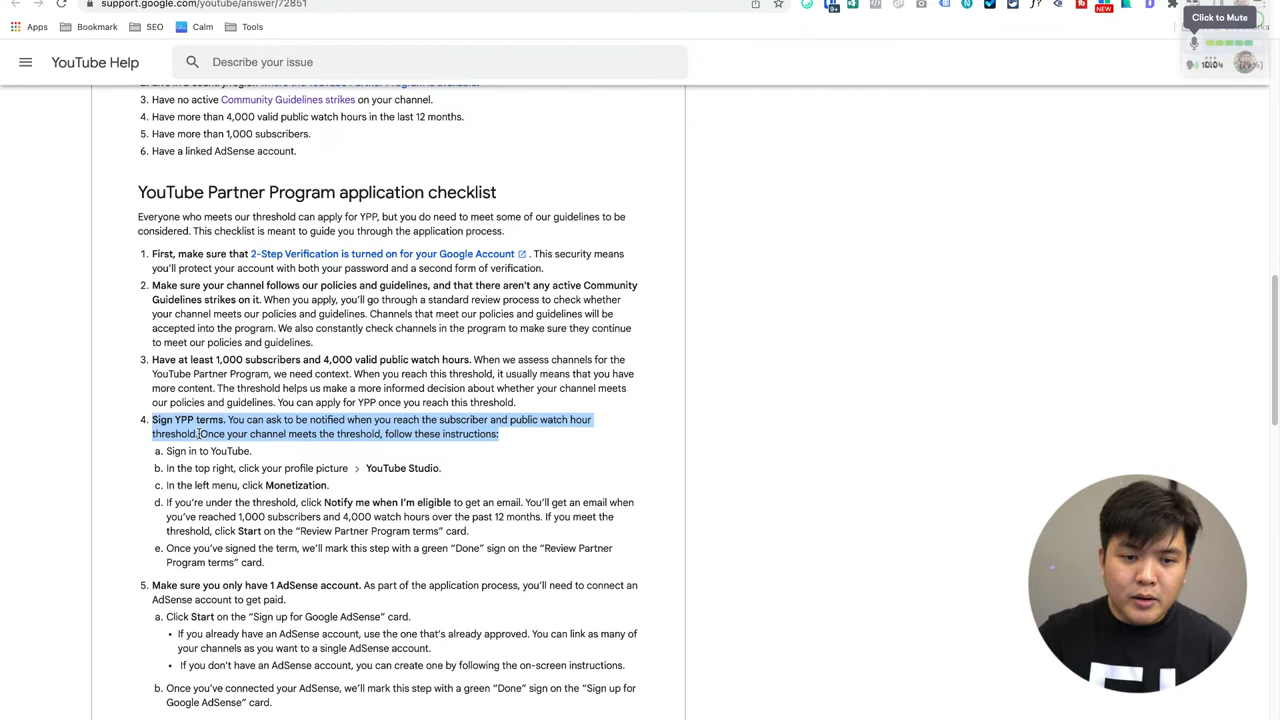 support.google.com/youtube/answer/72851
Click to Mute
Apps
Bookmark
SEO
Calm
Tools
NEW
YouTube Help
Describe your issue
10:04
3. Have no active Community Guidelines strikes on your channel.
4. Have more than 4,000 valid public watch hours in the last 12 months.
5. Have more than 1,000 subscribers.
6. Have a linked AdSense account.
YouTube Partner Program application checklist
Everyone who meets our threshold can apply for YPP, but you do need to meet some of our guidelines to be
considered. This checklist is meant to guide you through the application process.
1. First, make sure that 2-Step Verification is turned on for your Google Account . This security means
you'll protect your account with both your password and a second form of verification.
2. Make sure your channel follows our policies and guidelines, and that there aren't any active Community
Guidelines strikes on it. When you apply, you'll go through a standard review process to check whether
your channel meets our policies and guidelines. Channels that meet our policies and guidelines will be
accepted into the program. We also constantly check channels in the program to make sure they continue
to meet our policies and guidelines.
3. Have at least 1,000 subscribers and 4,000 valid public watch hours. When we assess channels for the
YouTube Partner Program, we need context. When you reach this threshold, it usually means that you have
more content. The threshold helps us make a more informed decision about whether your channel meets
our policies and guidelines. You can apply for YPP once you reach this threshold.
4. Sign YPP terms. You can ask to be notified when you reach the subscriber and public watch hour
threshold. Once your channel meets the threshold, follow these instructions:
a. Sign in to YouTube.
b. In the top right, click your profile picture > YouTube Studio.
c. In the left menu, click Monetization.
d. If you're under the threshold, click Notify me when I'm eligible to get an email. You'll get an email when
you've reached 1,000 subscribers and 4,000 watch hours over the past 12 months. If you meet the
threshold, click Start on the “Review Partner Program terms” card.
e. Once you've signed the term, we'll mark this step with a green “Done” sign on the “Review Partner
Program terms” card.
5. Make sure you only have 1 AdSense account. As part of the application process, you'll need to connect an
AdSense account to get paid.
a. Click Start on the “Sign up for Google AdSense” card.
• If you already have an AdSense account, use the one that's already approved. You can link as many of
your channels as you want to a single AdSense account.
• If you don't have an AdSense account, you can create one by following the on-screen instructions.
b. Once you've connected your AdSense, we'll mark this step with a green “Done” sign on the “Sign up for
Google AdSense” card.